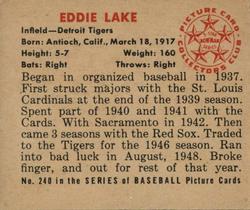 EDDIE LAKE
Infield—Detroit Tigers
Born: Antioch, Calif., March 18, 1917
Height: 5-7 Weight: 160
Bats: Right Throws: Right
PICTURE CARD
COLLECTORS CLUB
BOWMAN
Began in organized baseball in 1937.
First struck majors with the St. Louis
Cardinals at the end of the 1939 season.
Spent part of 1940 and 1941 with the
Cards. With Sacramento in 1942. Then
came 3 seasons with the Red Sox. Traded
to the Tigers for the 1946 season. Ran
into bad luck in August, 1948. Broke
finger, and out for rest of that season.
No. 240 in the SERIES of BASEBALL Picture Cards